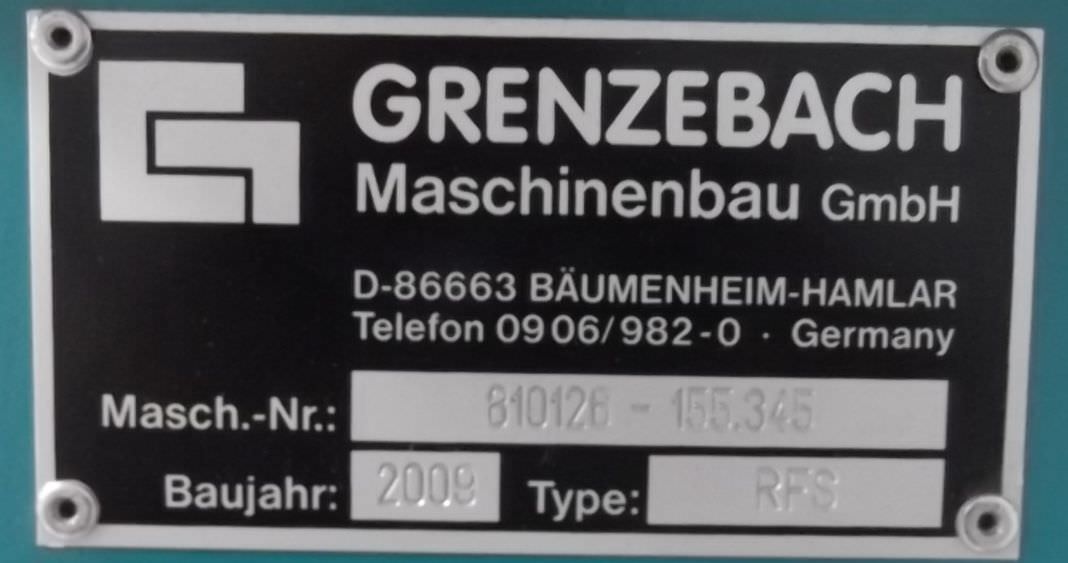 GRENZEBACH
Maschinenbau GmbH
D-86663 BÄUMENHEIM-HAMLAR
Telefon 0906/982-0 · Germany
Masch.-Nr.: 810126 - 155.345
Baujahr: 2009 Type: RFS